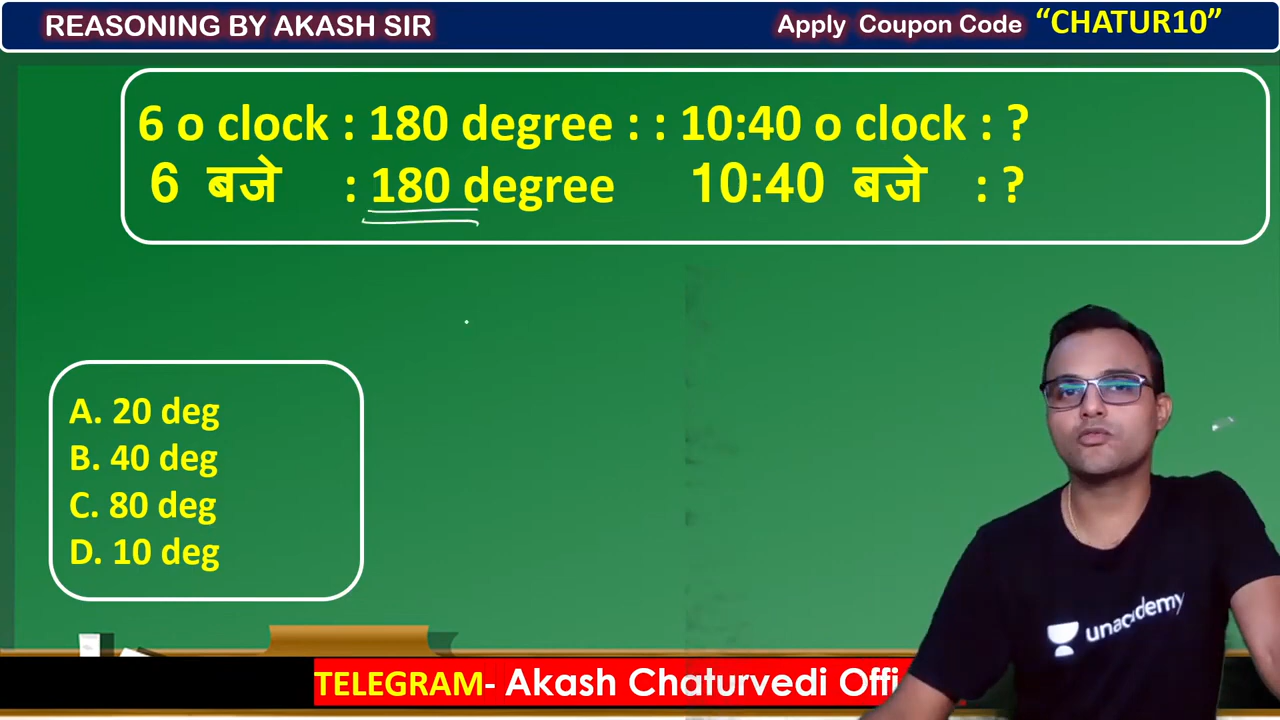 REASONING BY AKASH SIR
Apply Coupon Code “CHATUR10”
6 o clock : 180 degree : : 10:40 o clock : ?
6 बजे : 180 degree 10:40 बजे : ?
A. 20 deg
B. 40 deg
C. 80 deg
D. 10 deg
unacademy
TELEGRAM- Akash Chaturvedi Offi